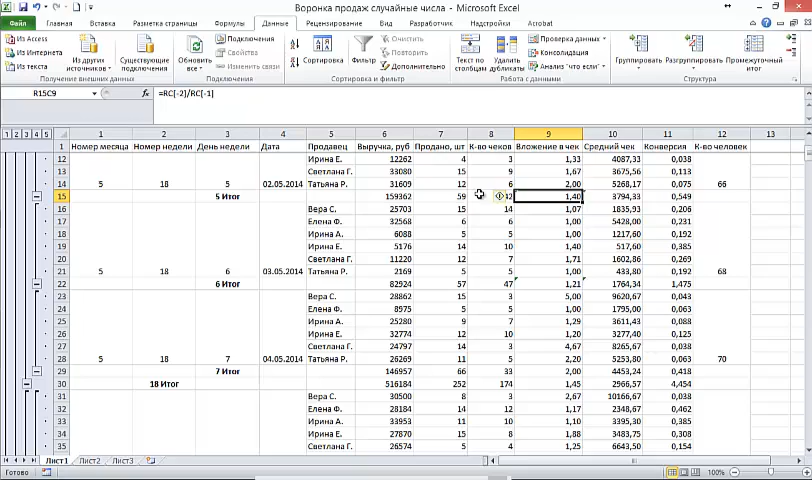 Воронка продаж случайные числа - Microsoft Excel
Файл Главная Вставка Разметка страницы Формулы Данные Рецензирование Вид Разработчик Надстройки Acrobat
Из Access
Из Интернета
Из текста
Из других источников
Существующие подключения
Получение внешних данных
Обновить все
Подключения
Свойства
Изменить связи
Подключения
Сортировка
Фильтр
Очистить
Повторить
Дополнительно
Сортировка и фильтр
Текст по столбцам
Удалить дубликаты
Проверка данных
Консолидация
Анализ "что если"
Работа с данными
Группировать
Разгруппировать
Промежуточный итог
Структура
R15C9 fx =RC[-2]/RC[-1]
1 2 3 4 5 1 2 3 4 5 6 7 8 9 10 11 12 13
1 Номер месяца Номер недели День недели Дата Продавец Выручка, руб Продано, шт К-во чеков Вложение в чек Средний чек Конверсия К-во человек
12 Ирина Е. 12262 4 3 1,33 4087,33 0,038
13 Светлана Г. 33080 15 9 1,67 3675,56 0,113
14 5 18 5 02.05.2014 Татьяна Р. 31609 12 6 2,00 5268,17 0,075 66
15 5 Итог 159362 59 42 1,40 3794,33 0,549
16 Вера С. 25703 15 14 1,07 1835,93 0,206
17 Елена Ф. 32568 6 6 1,00 5428,00 0,231
18 Ирина А. 6088 5 5 1,00 1217,60 0,132
19 Ирина Е. 5176 14 10 1,40 517,60 0,385
20 Светлана Г. 11220 12 7 1,71 1602,86 0,269
21 5 18 6 03.05.2014 Татьяна Р. 2169 5 5 1,00 433,80 0,192 68
22 6 Итог 82924 57 47 1,21 1764,34 1,475
23 Вера С. 28862 15 3 5,00 9620,67 0,043
24 Елена Ф. 8975 5 5 1,00 1795,00 0,063
25 Ирина А. 25280 9 7 1,29 3611,43 0,088
26 Ирина Е. 32774 12 10 1,20 3277,40 0,125
27 Светлана Г. 24797 14 3 4,67 8265,67 0,038
28 5 18 7 04.05.2014 Татьяна Р. 26269 11 5 2,20 5253,80 0,063 70
29 7 Итог 146957 66 33 2,00 4453,24 0,418
30 18 Итог 516184 252 174 1,45 2966,57 4,454
31 Вера С. 30500 8 3 2,67 10166,67 0,038
32 Елена Ф. 28184 14 12 1,17 2348,67 0,462
33 Ирина А. 33953 11 10 1,10 3395,30 0,385
34 Ирина Е. 27870 15 8 1,88 3483,75 0,308
35 Светлана Г. 26574 5 4 1,25 6643,50 0,154
Лист1 Лист2 Лист3
Готово 100%